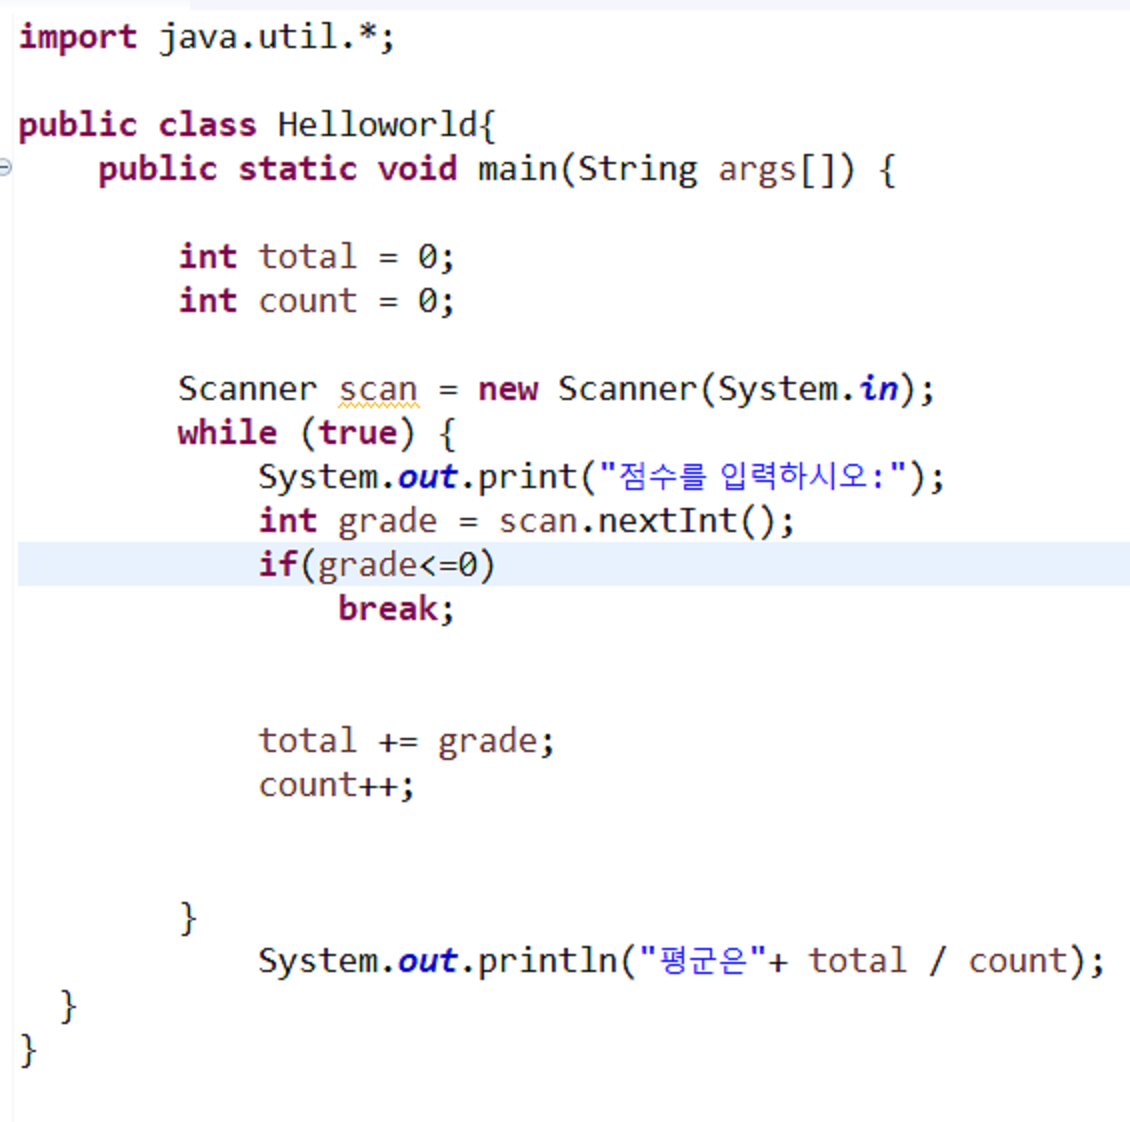 import java.util.*;
public class Helloworld{
public static void main(String args[]) {
int total = 0;
int count = 0;
Scanner scan = new Scanner(System.in);
while (true) {
System.out.print("점수를 입력하시오:");
int grade = scan.nextInt();
if(grade<=0)
break;
total += grade;
count++;
}
System.out.println("평균은"+ total / count);
}
}